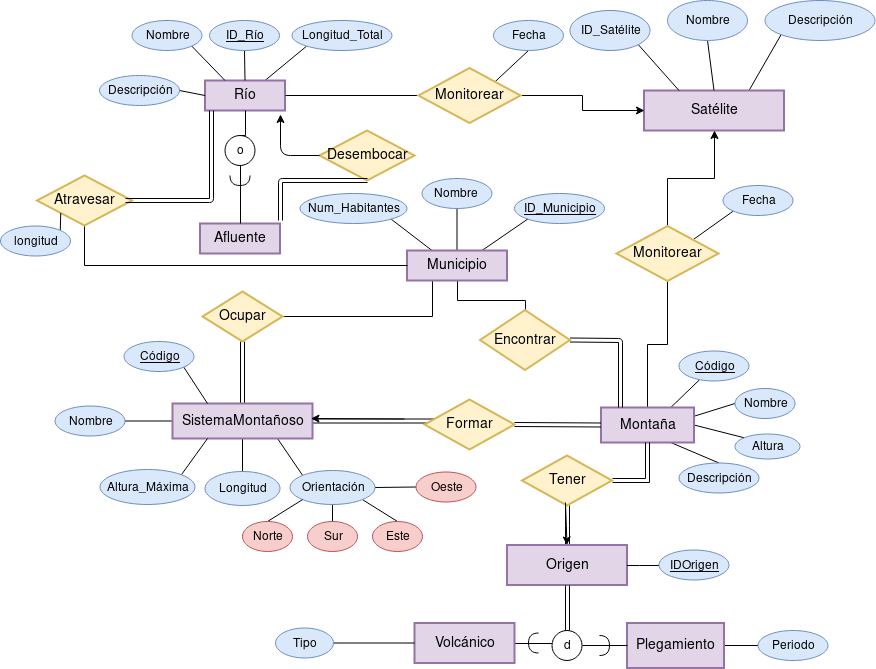 Nombre
ID_Río
Longitud_Total
Fecha
ID_Satélite
Nombre
Descripción
Descripción
Río
Monitorear
Satélite
o
Desembocar
Atravesar
Num_Habitantes
Nombre
ID_Municipio
Fecha
longitud
Afluente
Municipio
Monitorear
Ocupar
Encontrar
Código
Código
Nombre
SistemaMontañoso
Formar
Montaña
Nombre
Altura
Altura_Máxima
Longitud
Orientación
Oeste
Tener
Descripción
Norte
Sur
Este
Origen
IDOrigen
Tipo
Volcánico
d
Plegamiento
Periodo